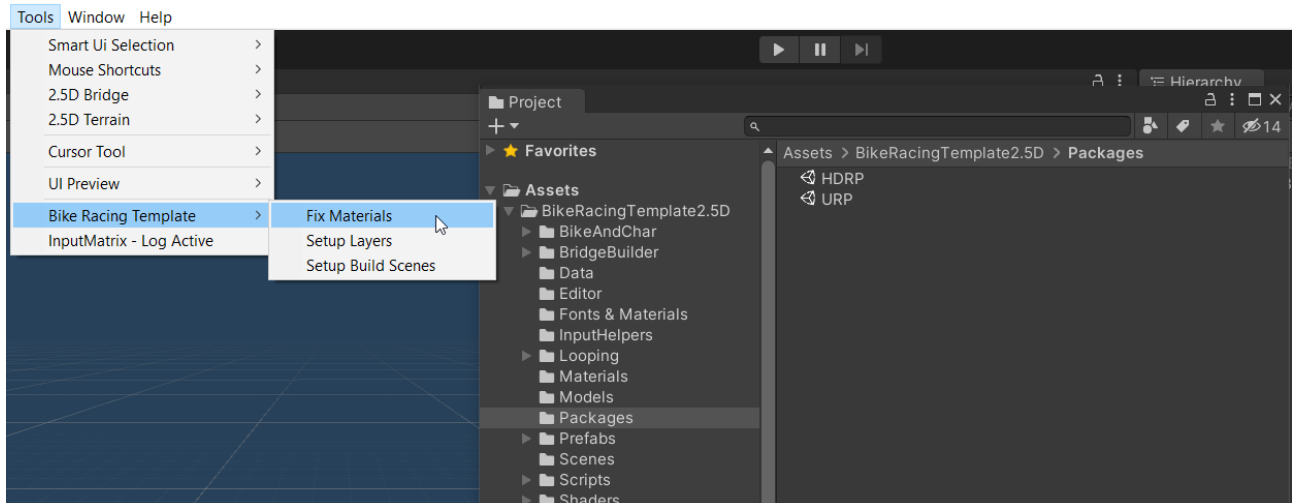 Tools Window Help
Smart Ui Selection
Mouse Shortcuts
2.5D Bridge
2.5D Terrain
Cursor Tool
UI Preview
Bike Racing Template
InputMatrix - Log Active
Fix Materials
Setup Layers
Setup Build Scenes
Hierarchy
Project
14
Favorites
Assets
BikeRacingTemplate2.5D
BikeAndChar
BridgeBuilder
Data
Editor
Fonts & Materials
InputHelpers
Looping
Materials
Models
Packages
Prefabs
Scenes
Scripts
Shaders
Assets > BikeRacingTemplate2.5D > Packages
HDRP
URP